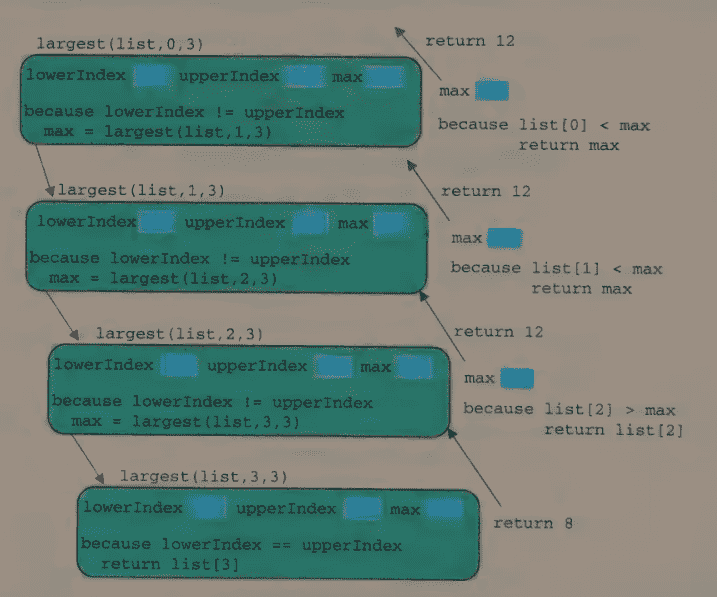 largest(list,0,3)
lowerIndex upperIndex max
because lowerIndex != upperIndex
max = largest(list,1,3)
return 12
max
because list[0] < max
return max
largest(list,1,3)
lowerIndex upperIndex max
because lowerIndex != upperIndex
max = largest(list,2,3)
return 12
max
because list[1] < max
return max
largest(list,2,3)
lowerIndex upperIndex max
because lowerIndex != upperIndex
max = largest(list,3,3)
return 12
max
because list[2] > max
return list[2]
largest(list,3,3)
lowerIndex upperIndex max
because lowerIndex == upperIndex
return list[3]
return 8